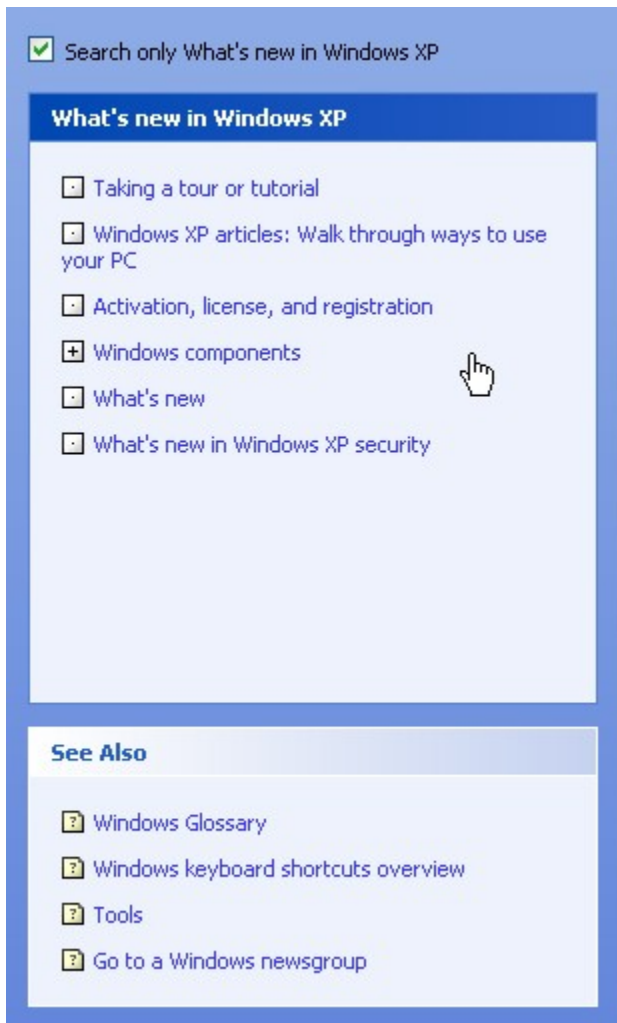 Search only What's new in Windows XP
What's new in Windows XP
Taking a tour or tutorial
Windows XP articles: Walk through ways to use
your PC
Activation, license, and registration
Windows components
What's new
What's new in Windows XP security
See Also
Windows Glossary
Windows keyboard shortcuts overview
Tools
Go to a Windows newsgroup